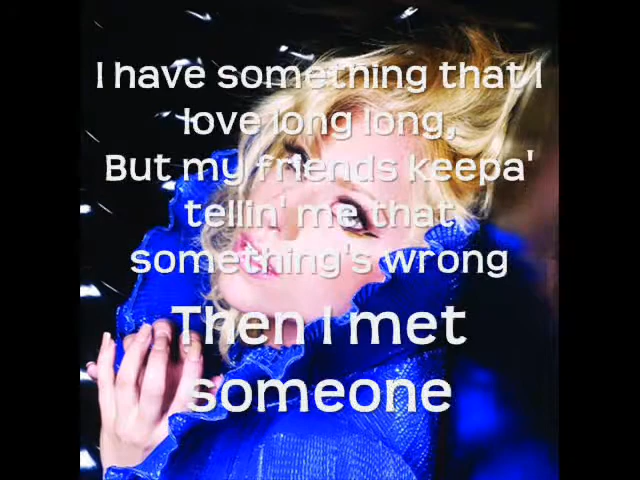 I have something that I
love long long,
But my friends keepa'
tellin' me that
something's wrong
Then I met
someone